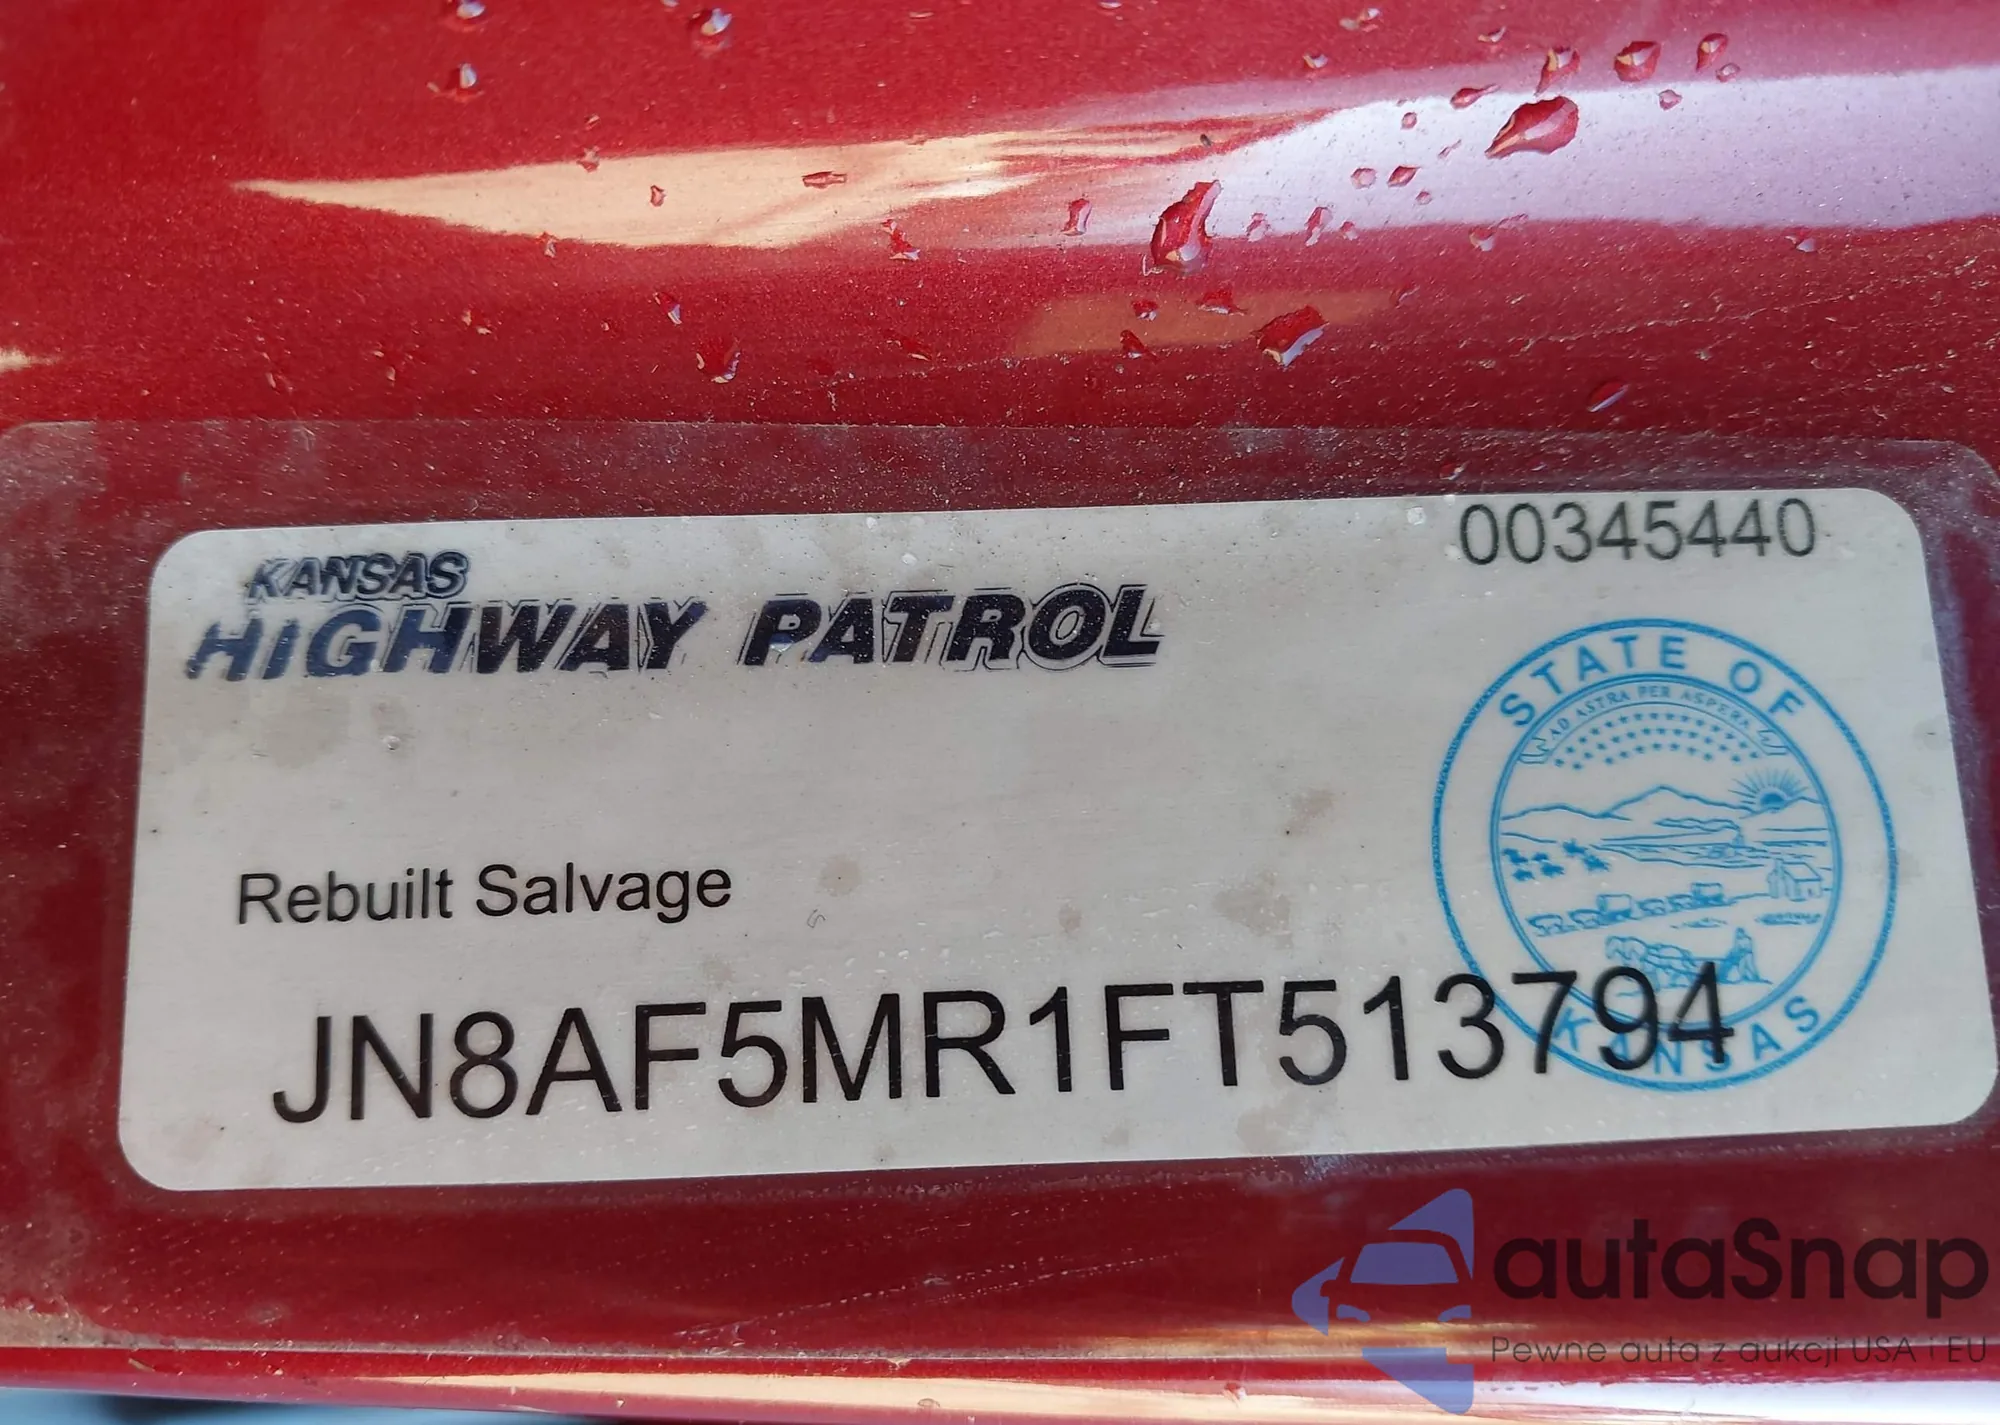 00345440
KANSAS
HIGHWAY PATROL
STATE OF
AD ASTRA PER ASPERA
Rebuilt Salvage
JN8AF5MR1FT513794
KANSAS
autaSnap
Pewne auta z aukcji USA i EU